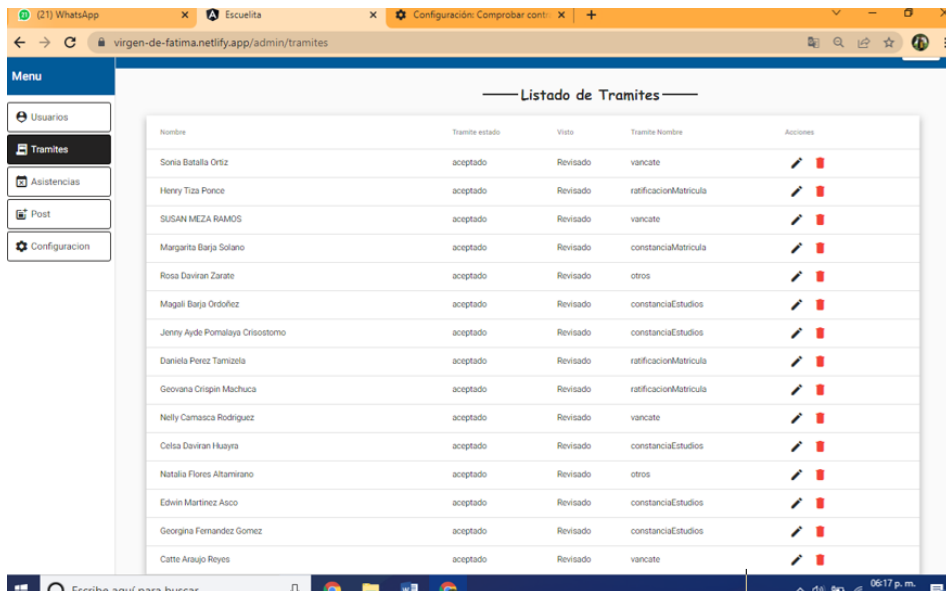 (21) WhatsApp
Escuelita
Configuración: Comprobar cont
virgen-de-fatima.netlify.app/admin/tramites
Menu
Usuarios
Tramites
Asistencias
Post
Configuracion
Listado de Tramites
Nombre Tramite estado Visto Tramite Nombre Acciones
Sonia Batalla Ortiz aceptado Revisado vancate
Henry Tiza Ponce aceptado Revisado ratificacionMatricula
SUSAN MEZA RAMOS aceptado Revisado vancate
Margarita Barja Solano aceptado Revisado constanciaMatricula
Rosa Daviran Zarate aceptado Revisado otros
Magali Barja Ordoñez aceptado Revisado constanciaEstudios
Jenny Ayde Pomalaya Crisostomo aceptado Revisado constanciaEstudios
Daniela Perez Tamizela aceptado Revisado ratificacionMatricula
Geovana Crispin Machuca aceptado Revisado ratificacionMatricula
Nelly Camasca Rodriguez aceptado Revisado vancate
Celsa Daviran Huayra aceptado Revisado constanciaEstudios
Natalia Flores Altamirano aceptado Revisado otros
Edwin Martinez Asco aceptado Revisado constanciaEstudios
Georgina Fernandez Gomez aceptado Revisado constanciaEstudios
Catte Araujo Reyes aceptado Revisado vancate
Escribe aquí para buscar
06:17 p. m.